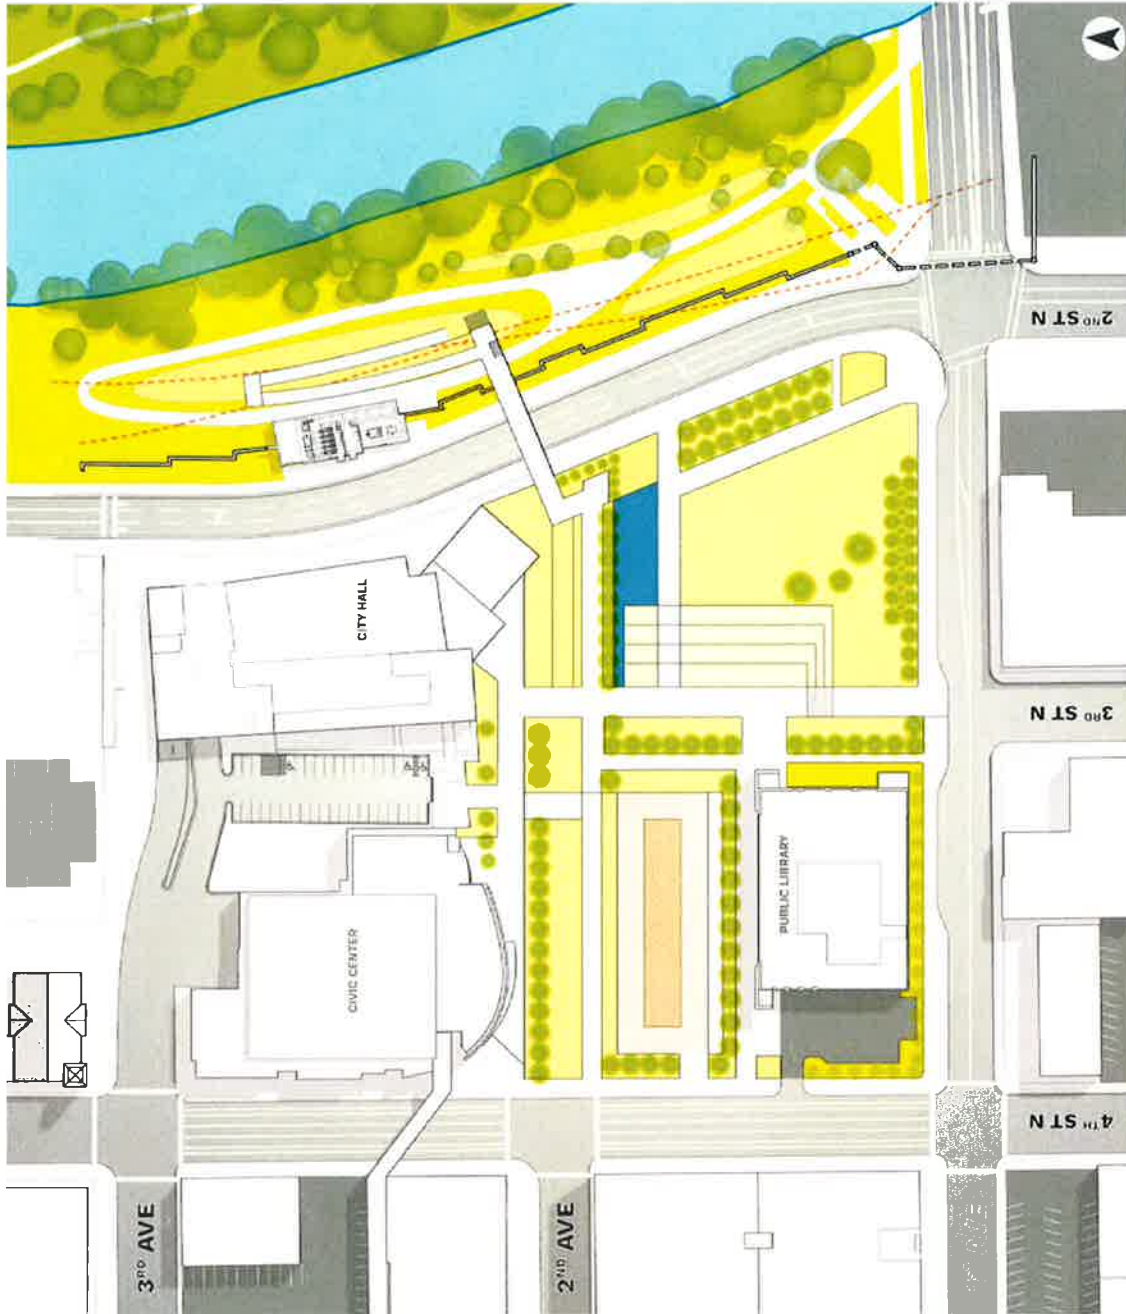 2ND ST N
CITY HALL
3RD ST N
PUBLIC LIBRARY
CIVIC CENTER
4TH ST N
3RD AVE
2ND AVE